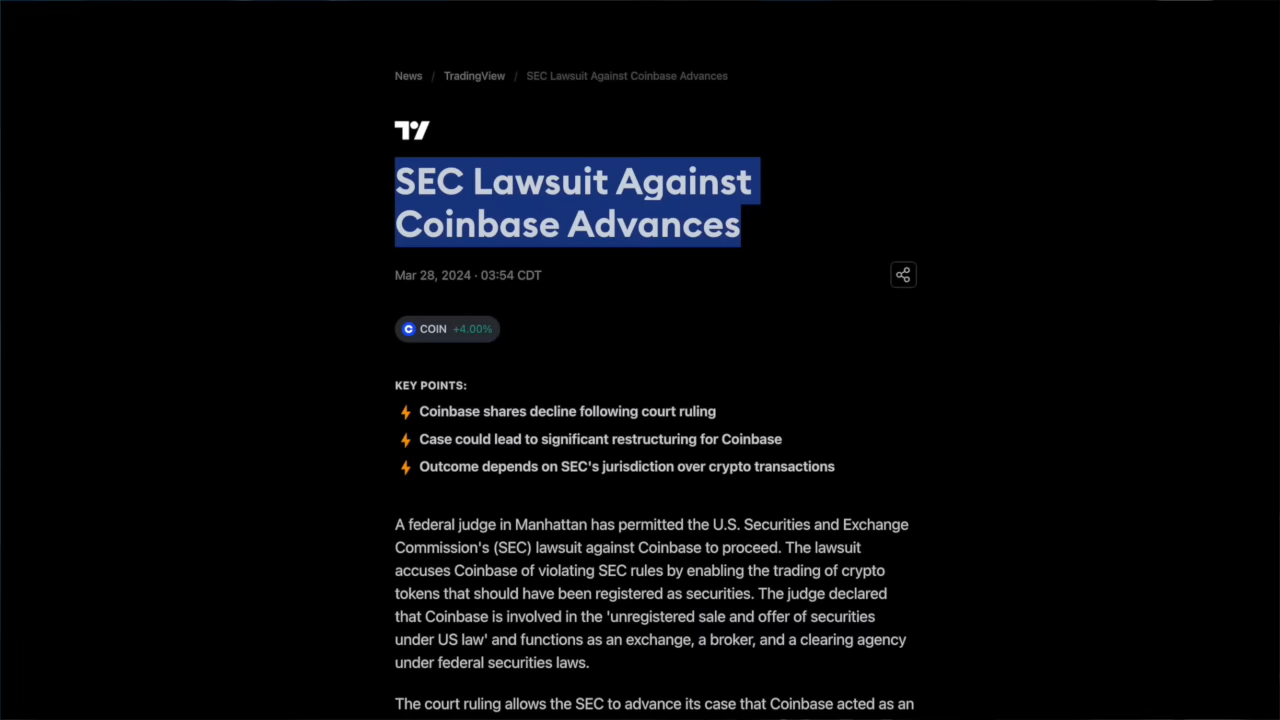 News / TradingView / SEC Lawsuit Against Coinbase Advances
TV
SEC Lawsuit Against
Coinbase Advances
Mar 28, 2024 · 03:54 CDT
COIN +4.00%
KEY POINTS:
Coinbase shares decline following court ruling
Case could lead to significant restructuring for Coinbase
Outcome depends on SEC's jurisdiction over crypto transactions
A federal judge in Manhattan has permitted the U.S. Securities and Exchange
Commission's (SEC) lawsuit against Coinbase to proceed. The lawsuit
accuses Coinbase of violating SEC rules by enabling the trading of crypto
tokens that should have been registered as securities. The judge declared
that Coinbase is involved in the 'unregistered sale and offer of securities
under US law' and functions as an exchange, a broker, and a clearing agency
under federal securities laws.
The court ruling allows the SEC to advance its case that Coinbase acted as an